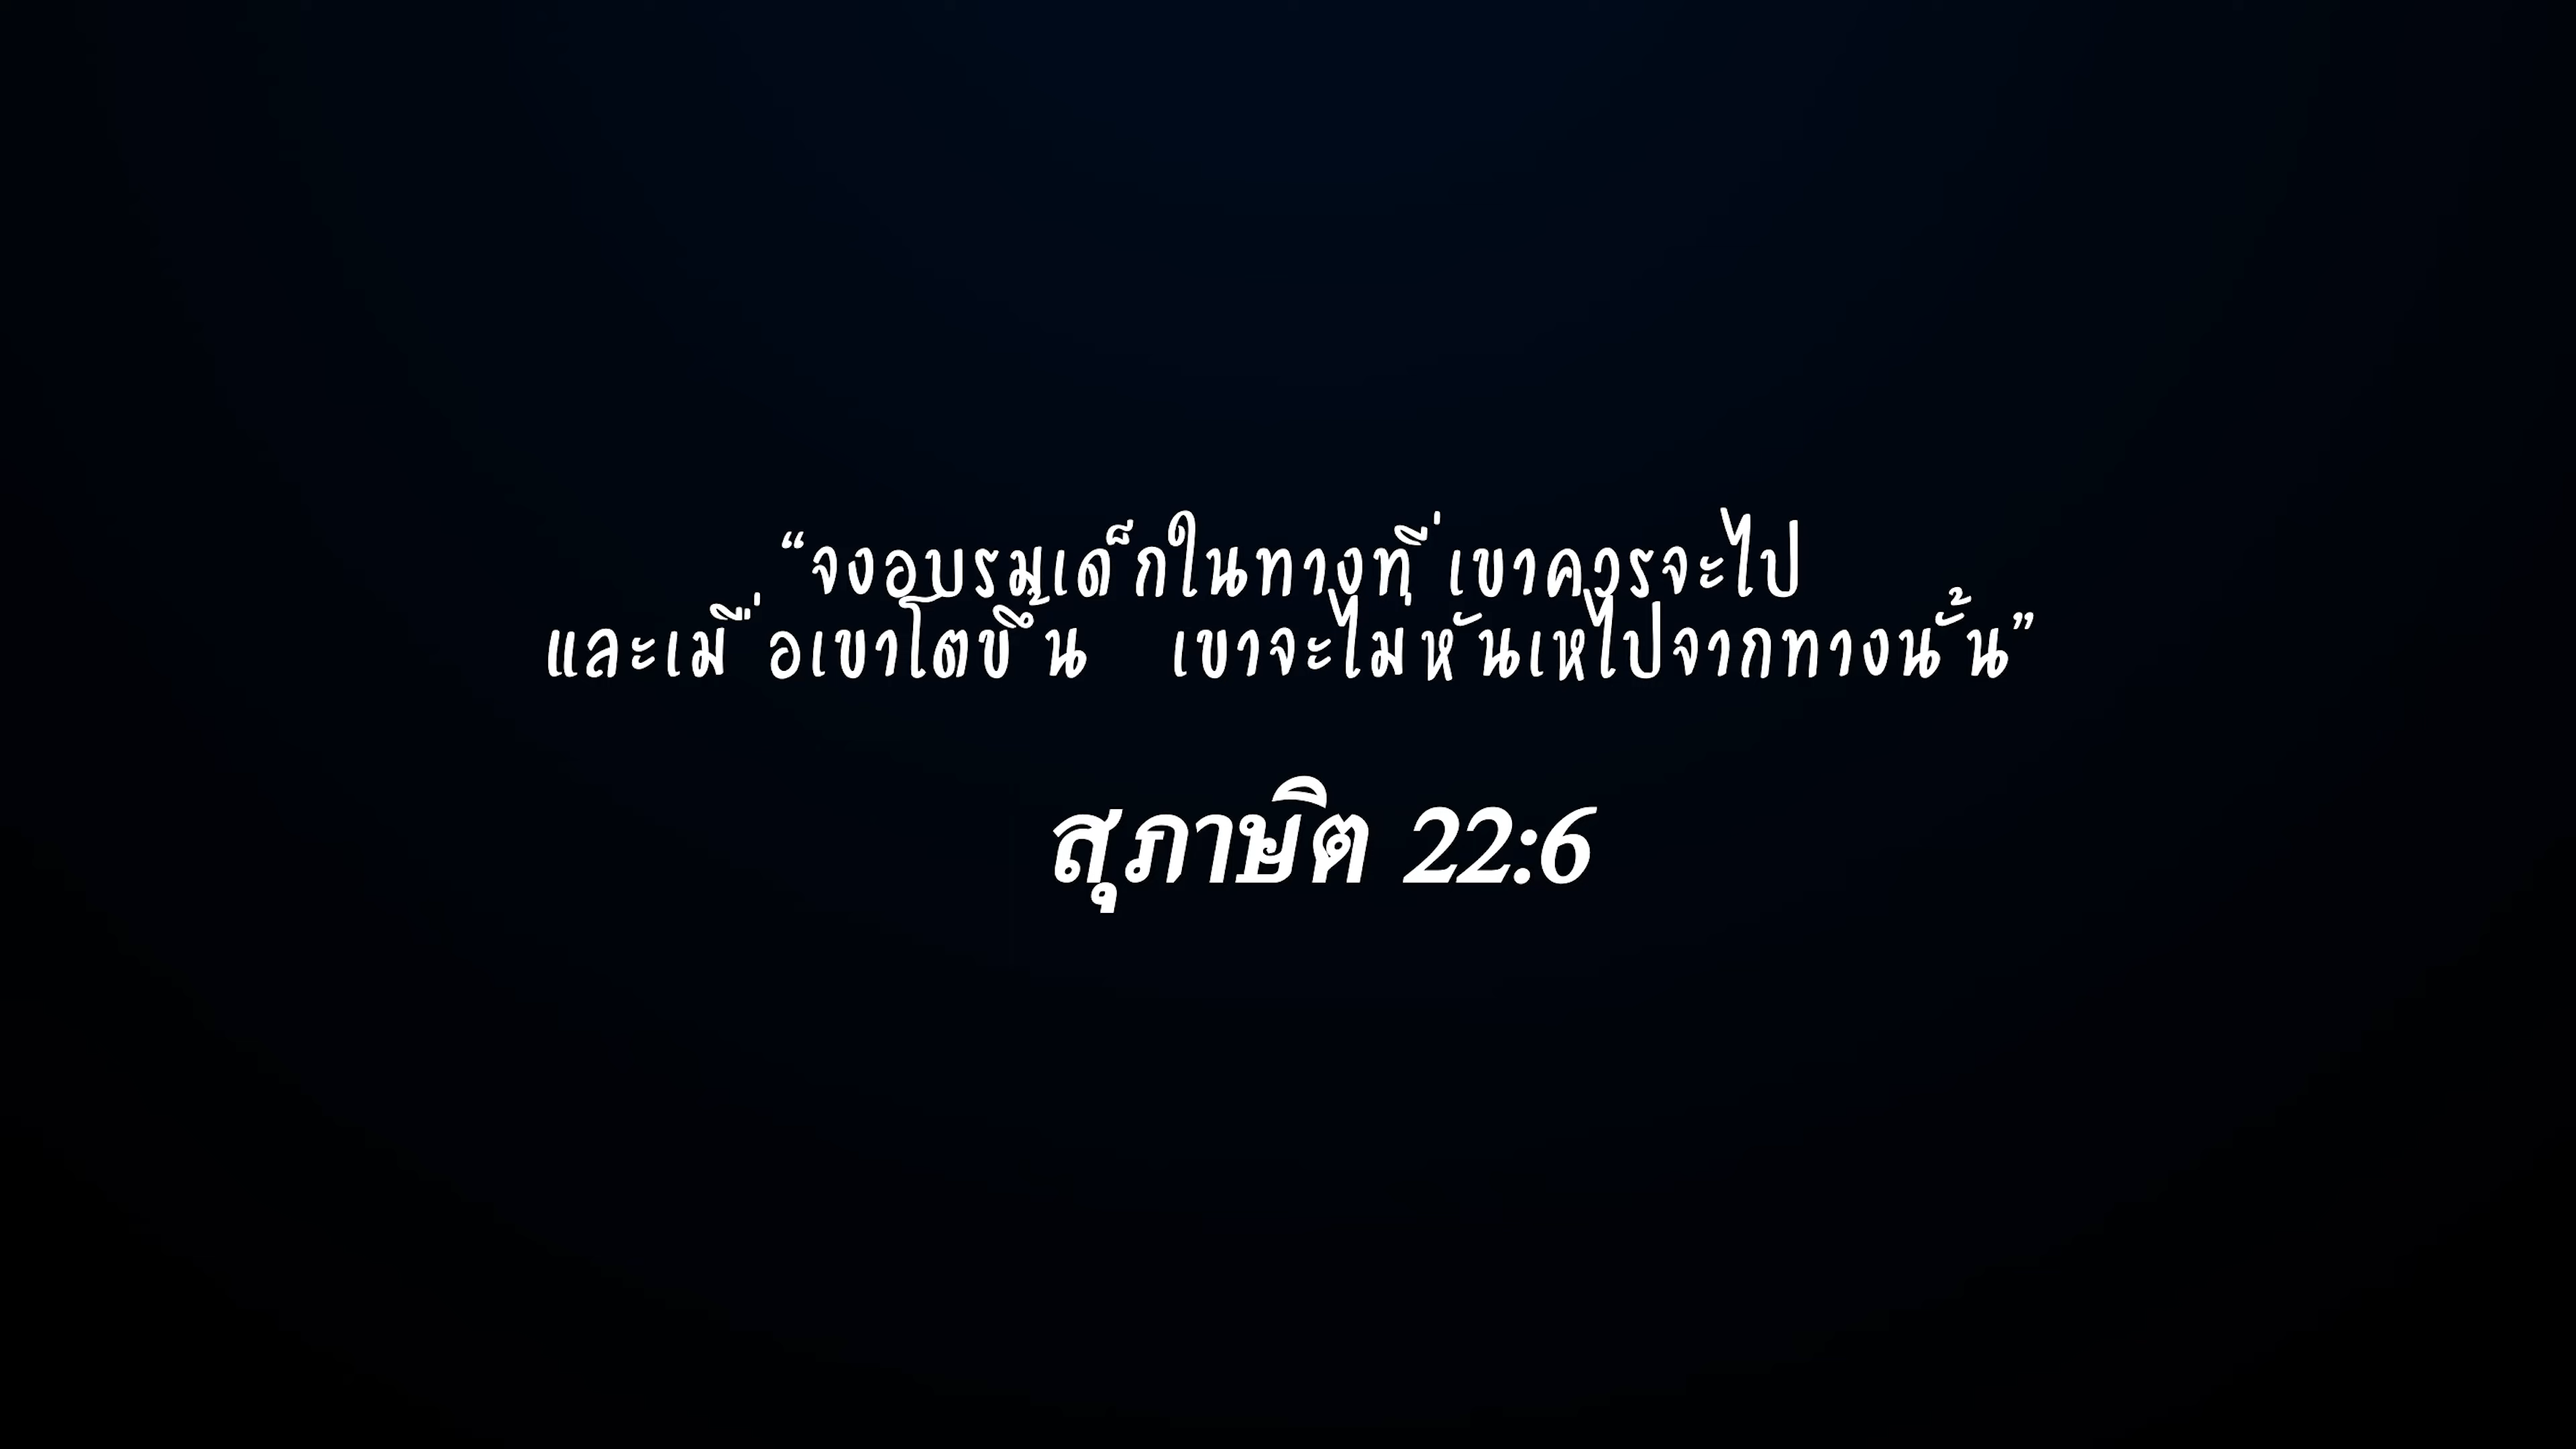 “จงอบรมเด็กในทางที่เขาควรจะไป
และเมื่อเขาโตขึ้น เขาจะไม่หันเหไปจากทางนั้น”
สุภาษิต 22:6